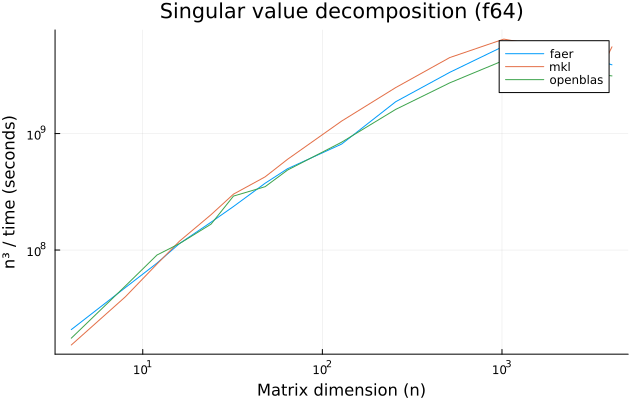 Singular value decomposition (f64)
n³ / time (seconds)
10⁹
10⁸
faer
mkl
openblas
10¹
10²
10³
Matrix dimension (n)